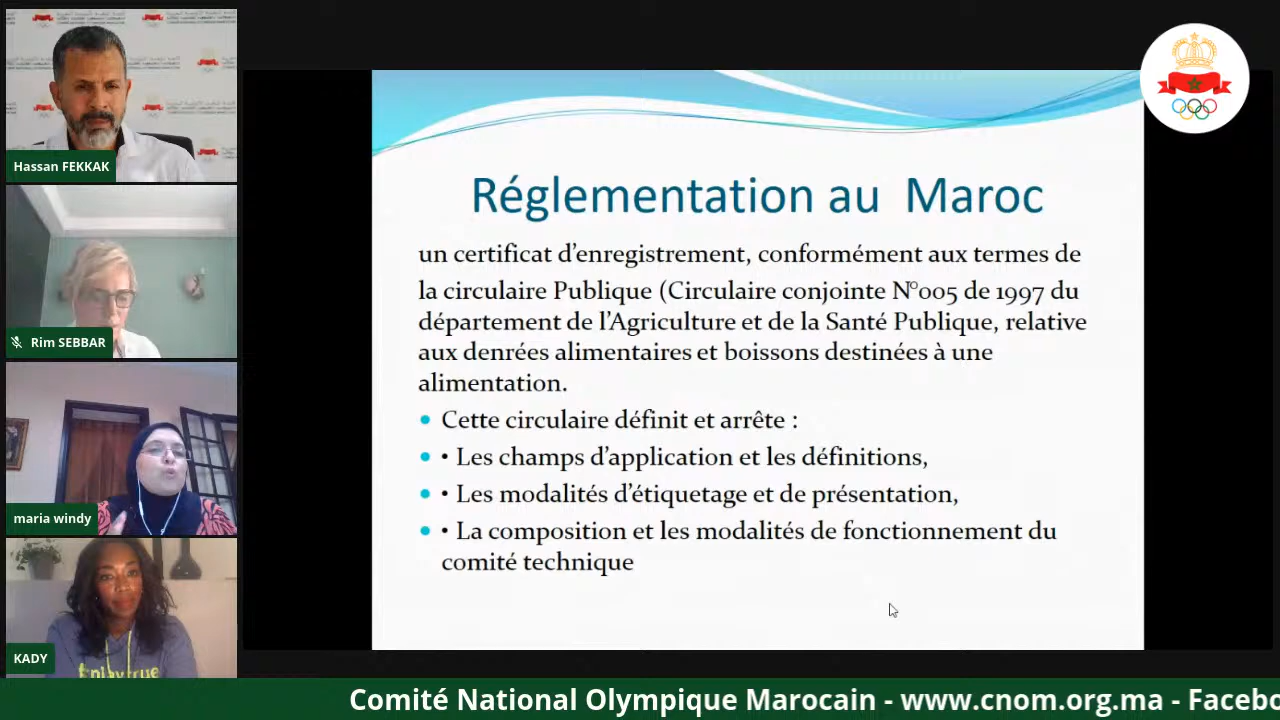 Hassan FEKKAK
Rim SEBBAR
maria windy
KADY
Enjoy true
Réglementation au Maroc
un certificat d’enregistrement, conformément aux termes de
la circulaire Publique (Circulaire conjointe N°005 de 1997 du
département de l’Agriculture et de la Santé Publique, relative
aux denrées alimentaires et boissons destinées à une
alimentation.
• Cette circulaire définit et arrête :
• • Les champs d’application et les définitions,
• • Les modalités d’étiquetage et de présentation,
• • La composition et les modalités de fonctionnement du
comité technique
Comité National Olympique Marocain - www.cnom.org.ma - Facebo